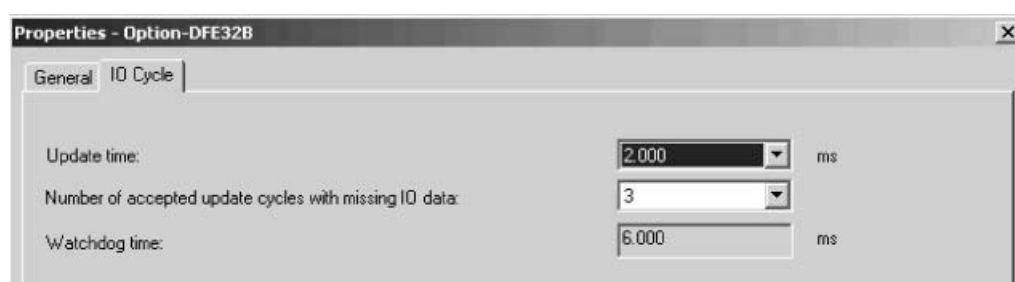 Properties - Option-DFE32B
General IO Cycle
Update time: 2.000 ms
Number of accepted update cycles with missing IO data: 3
Watchdog time: 6.000 ms